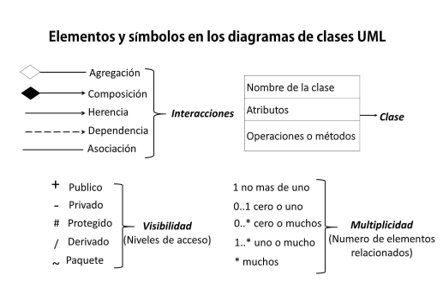 Elementos y símbolos en los diagramas de clases UML
Agregación
Composición
Herencia
Dependencia
Asociación
Interacciones
Nombre de la clase
Atributos
Operaciones o métodos
Clase
+ Publico
- Privado
# Protegido
/ Derivado
~ Paquete
Visibilidad
(Niveles de acceso)
1 no mas de uno
0..1 cero o uno
0..* cero o muchos
1..* uno o mucho
* muchos
Multiplicidad
(Numero de elementos
relacionados)